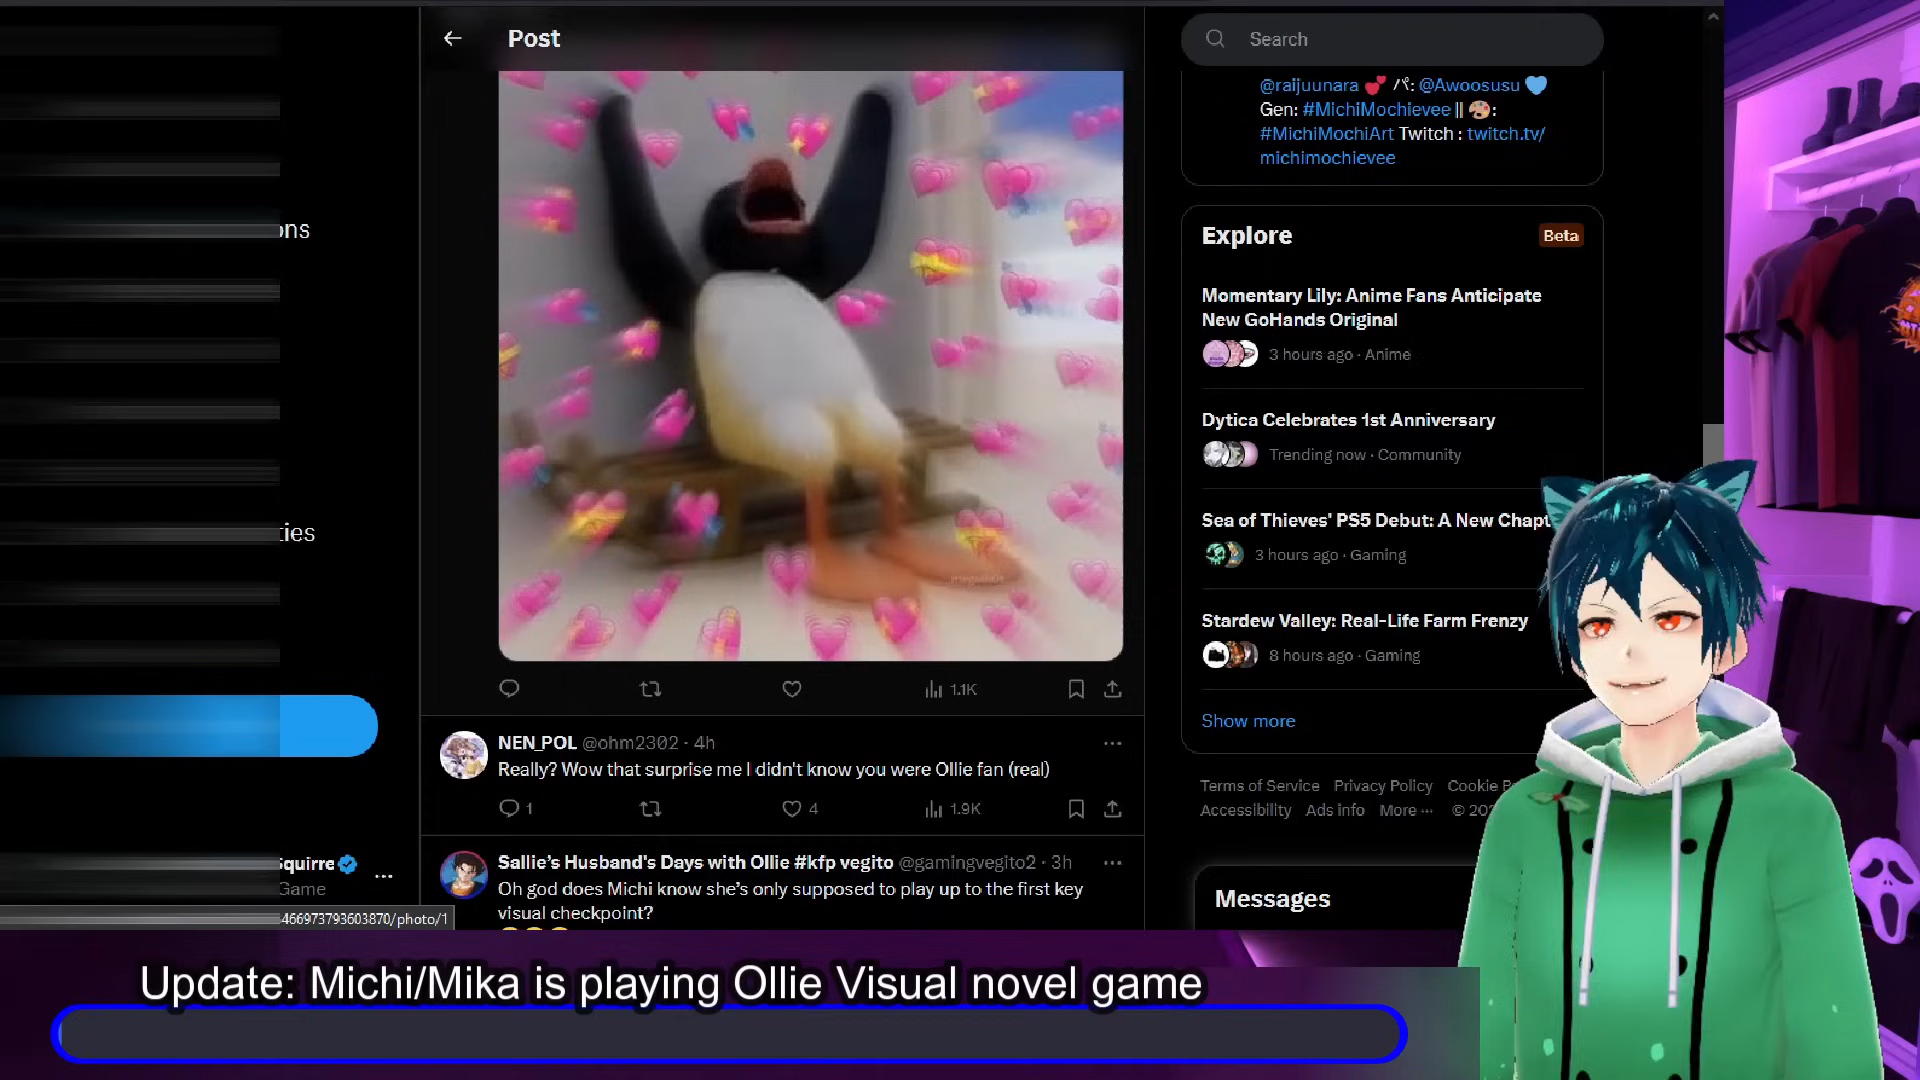 Post
Search
@raijuunara 💕 パ: @Awoosusu 💙
Gen: #MichiMochievee || 🎨:
#MichiMochiArt Twitch : twitch.tv/
michimochievee
ons
ties
Explore
Beta
Momentary Lily: Anime Fans Anticipate
New GoHands Original
3 hours ago · Anime
Dytica Celebrates 1st Anniversary
Trending now · Community
Sea of Thieves' PS5 Debut: A New Chapt
3 hours ago · Gaming
Stardew Valley: Real-Life Farm Frenzy
8 hours ago · Gaming
Show more
1.1K
NEN_POL @ohm2302 · 4h
Really? Wow that surprise me I didn't know you were Ollie fan (real)
1
4
1.9K
Terms of Service Privacy Policy Cookie P
Accessibility Ads info More ··· © 20
Sallie's Husband's Days with Ollie #kfp vegito @gamingvegito2 · 3h
Oh god does Michi know she's only supposed to play up to the first key
visual checkpoint?
Squirre
Game
466973793603870/photo/1
Messages
Update: Michi/Mika is playing Ollie Visual novel game